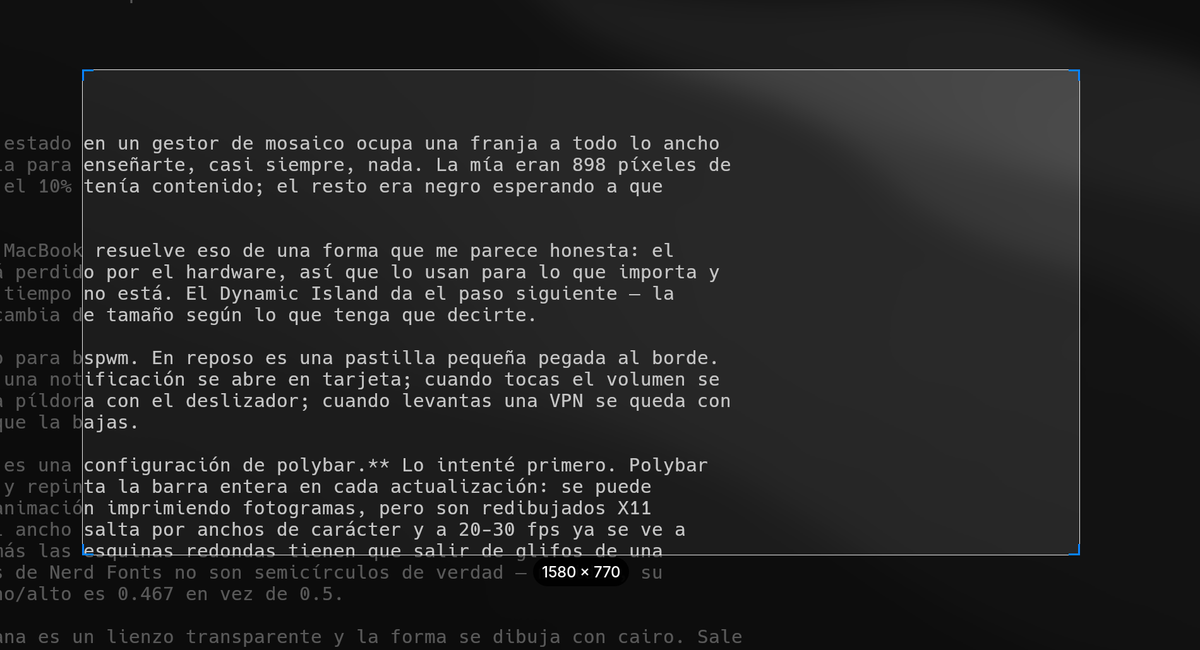 estado en un gestor de mosaico ocupa una franja a todo lo ancho
para enseñarte, casi siempre, nada. La mía eran 898 píxeles de
el 10% tenía contenido; el resto era negro esperando a que
MacBook resuelve eso de una forma que me parece honesta: el
perdido por el hardware, así que lo usan para lo que importa y
tiempo no está. El Dynamic Island da el paso siguiente — la
cambia de tamaño según lo que tenga que decirte.
para bspwm. En reposo es una pastilla pequeña pegada al borde.
una notificación se abre en tarjeta; cuando tocas el volumen se
píldora con el deslizador; cuando levantas una VPN se queda con
que la bajas.
es una configuración de polybar.** Lo intenté primero. Polybar
y repinta la barra entera en cada actualización: se puede
animación imprimiendo fotogramas, pero son redibujados X11
ancho salta por anchos de carácter y a 20-30 fps ya se ve a
más las esquinas redondas tienen que salir de glifos de una
de Nerd Fonts no son semicírculos de verdad — su
1580 × 770
ho/alto es 0.467 en vez de 0.5.
ana es un lienzo transparente y la forma se dibuja con cairo. Sale